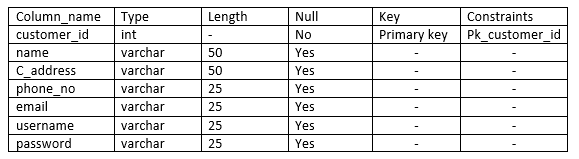 Column_name Type Length Null Key Constraints
customer_id int - No Primary key Pk_customer_id
name varchar 50 Yes - -
C_address varchar 50 Yes - -
phone_no varchar 25 Yes - -
email varchar 25 Yes - -
username varchar 25 Yes - -
password varchar 25 Yes - -